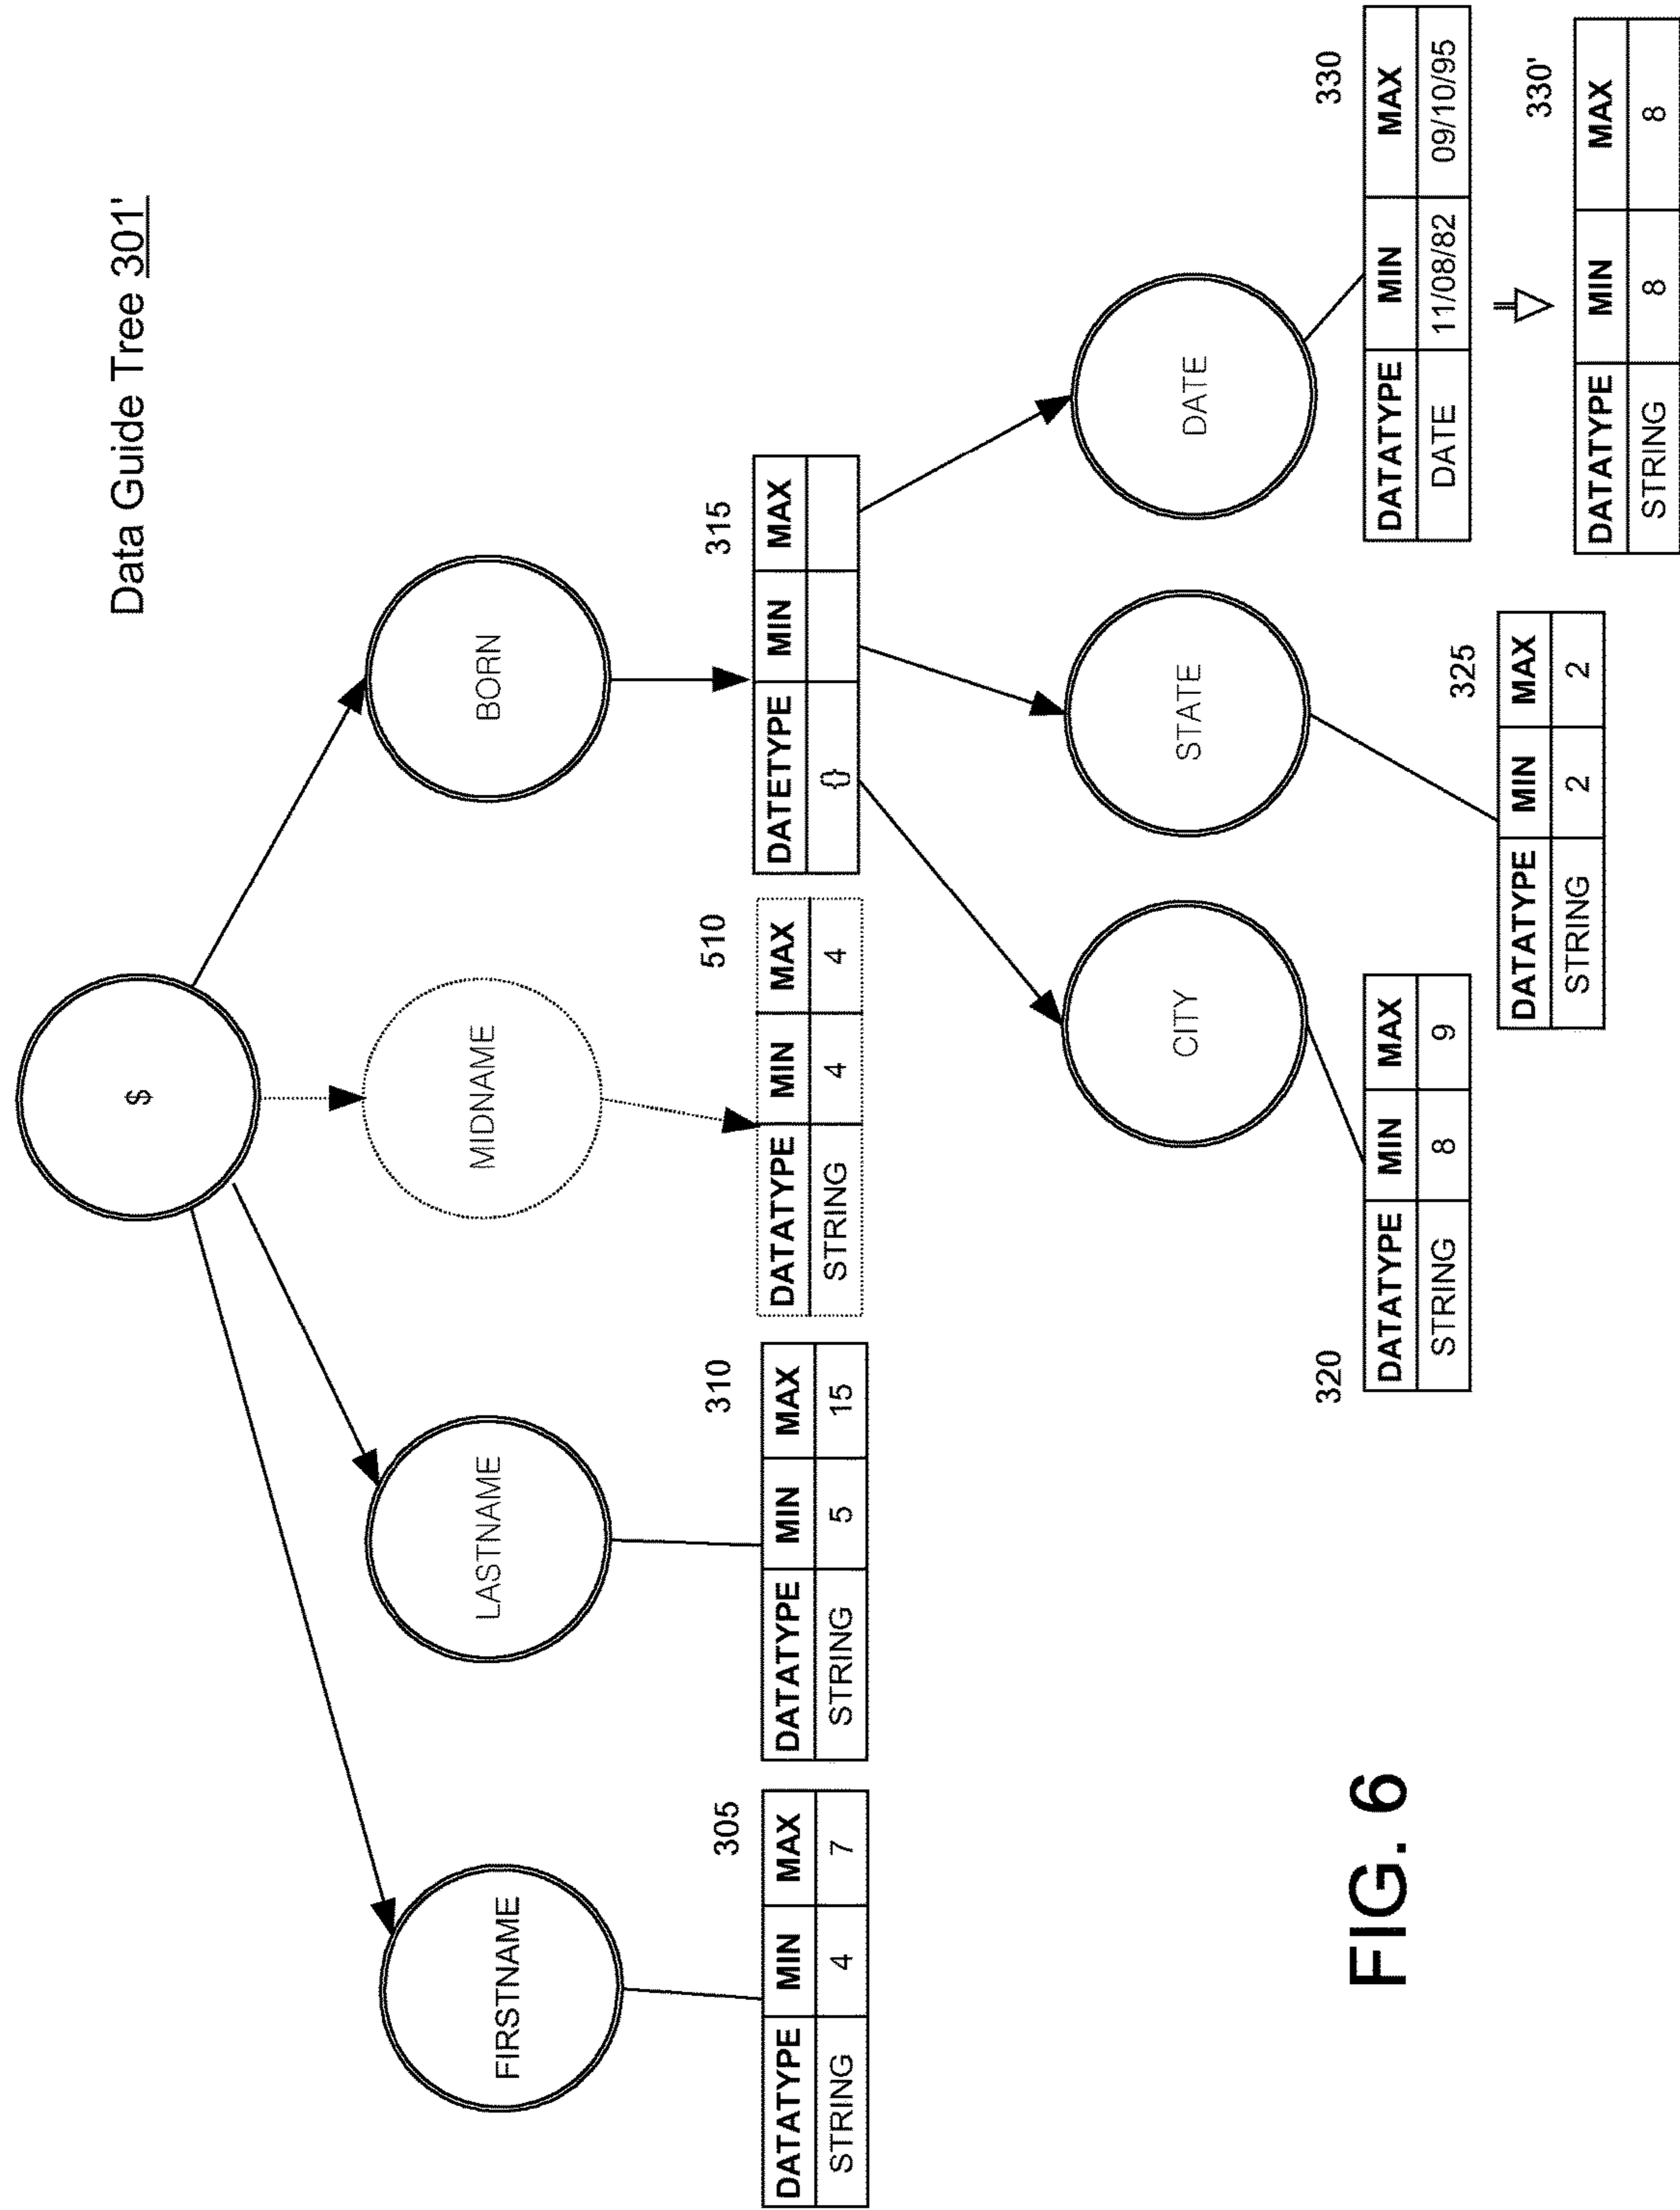 Data Guide Tree 301'
$
FIRSTNAME
LASTNAME
MIDNAME
BORN
305
DATATYPE MIN MAX
STRING 4 7
310
DATATYPE MIN MAX
STRING 5 15
510
DATATYPE MIN MAX
STRING 4 4
315
DATETYPE MIN MAX
{}
CITY
STATE
DATE
320
DATATYPE MIN MAX
STRING 8 9
325
DATATYPE MIN MAX
STRING 2 2
330
DATATYPE MIN MAX
DATE 11/08/82 09/10/95
330'
DATATYPE MIN MAX
STRING 8 8
FIG. 6